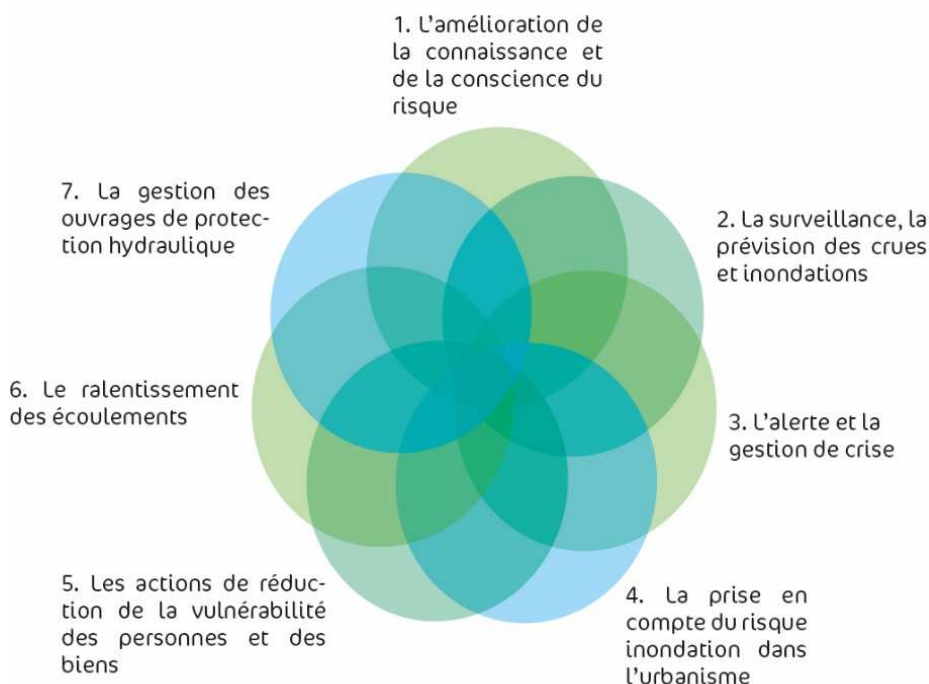 1. L'amélioration de
la connaissance et
de la conscience du
risque
2. La surveillance, la
prévision des crues
et inondations
3. L'alerte et la
gestion de crise
4. La prise en
compte du risque
inondation dans
l'urbanisme
5. Les actions de réduc-
tion de la vulnérabilité
des personnes et des
biens
6. Le ralentissement
des écoulements
7. La gestion des
ouvrages de protec-
tion hydraulique